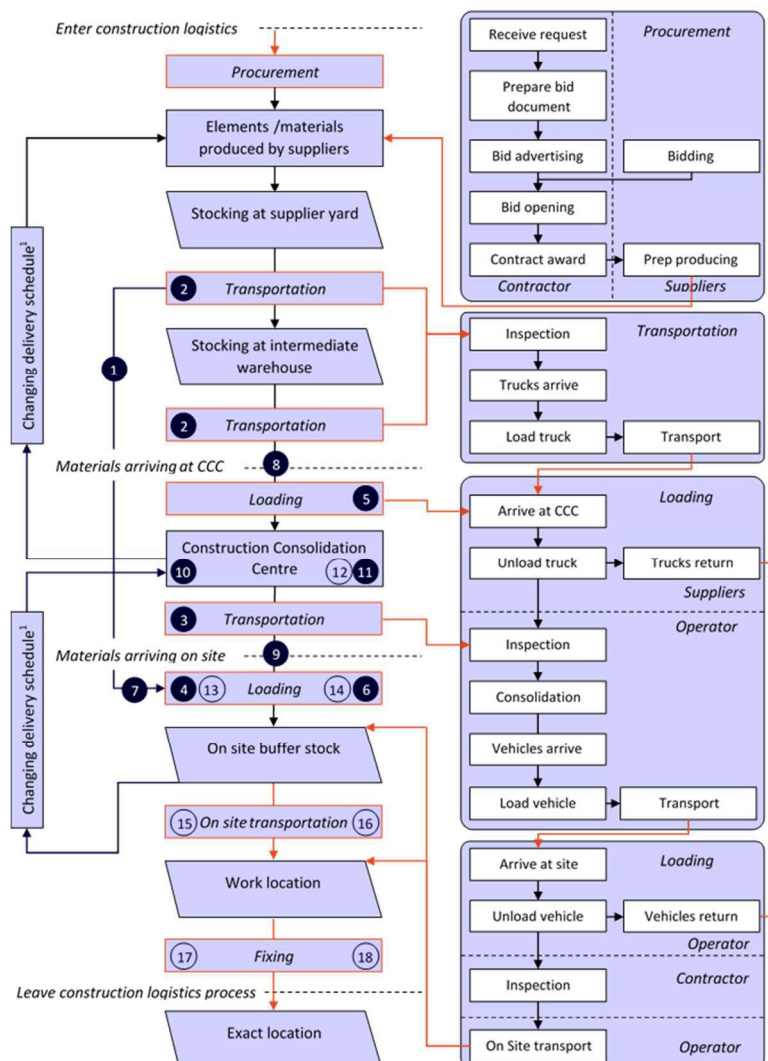 Enter construction logistics
Procurement
Elements /materials
produced by suppliers
Stocking at supplier yard
2 Transportation
1
Stocking at intermediate
warehouse
2 Transportation
8
Materials arriving at CCC
Loading 5
Construction Consolidation
Centre
10 12 11
3 Transportation
9
Materials arriving on site
7
4 13 Loading 14 6
On site buffer stock
15 On site transportation 16
Work location
17 Fixing 18
Leave construction logistics process
Exact location
Changing delivery schedule1
Changing delivery schedule1
Receive request
Procurement
Prepare bid
document
Bid advertising
Bidding
Bid opening
Contract award
Prep producing
Contractor
Suppliers
Inspection
Transportation
Trucks arrive
Load truck
Transport
Loading
Arrive at CCC
Unload truck
Trucks return
Suppliers
Operator
Inspection
Consolidation
Vehicles arrive
Load vehicle
Transport
Arrive at site
Loading
Unload vehicle
Vehicles return
Operator
Contractor
Inspection
On Site transport
Operator